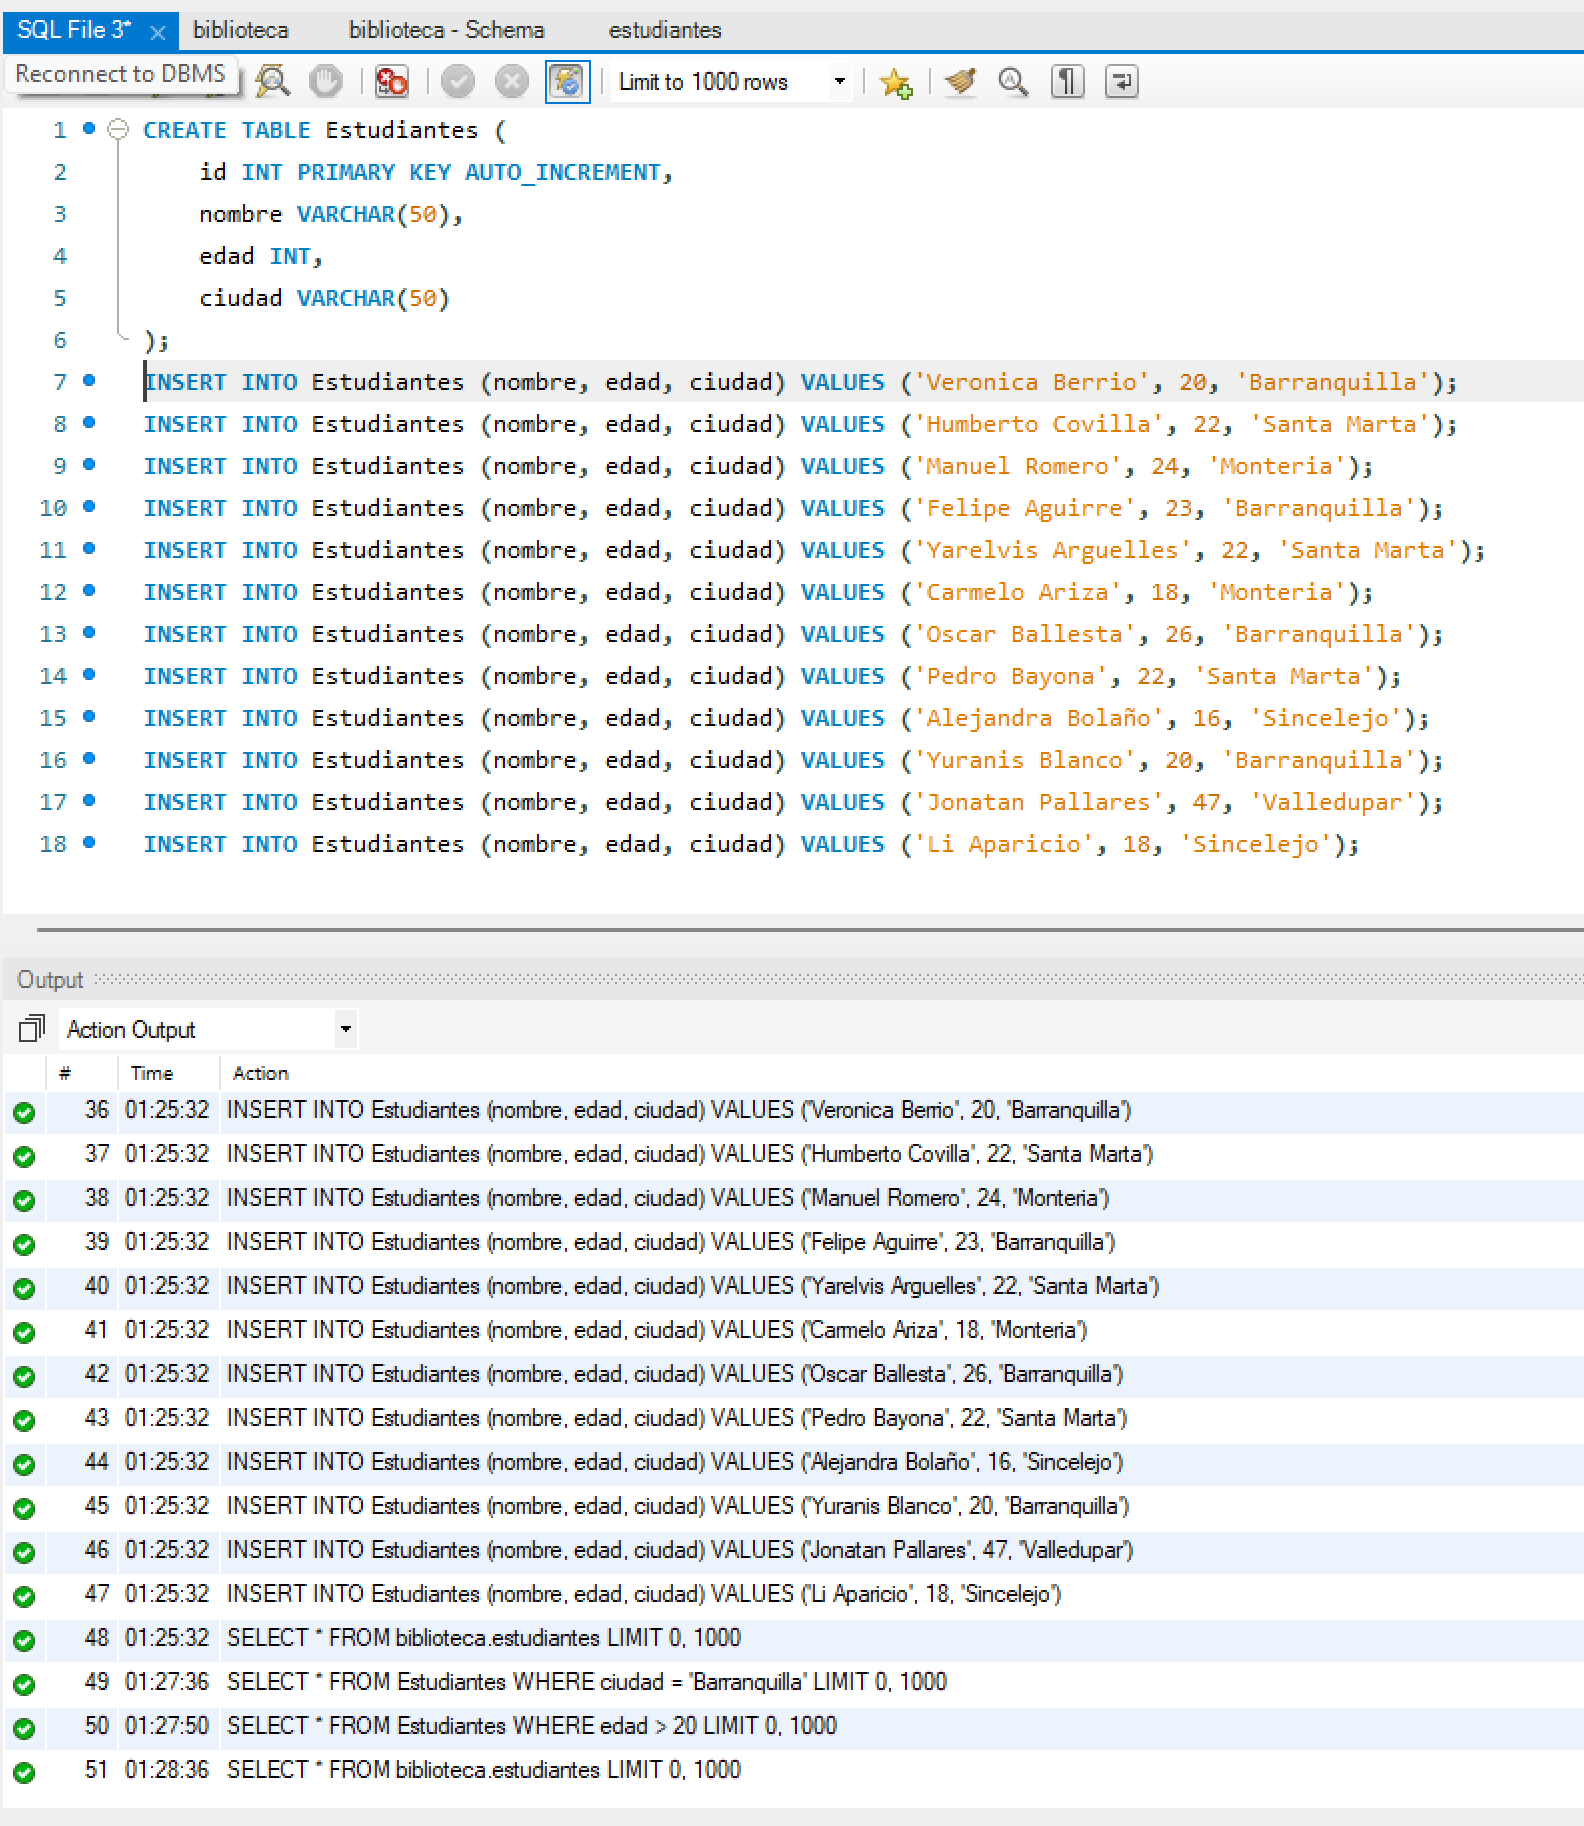 SQL File 3* biblioteca biblioteca - Schema estudiantes
Reconnect to DBMS Limit to 1000 rows
1 CREATE TABLE Estudiantes (
2 id INT PRIMARY KEY AUTO_INCREMENT,
3 nombre VARCHAR(50),
4 edad INT,
5 ciudad VARCHAR(50)
6 );
7 INSERT INTO Estudiantes (nombre, edad, ciudad) VALUES ('Veronica Berrio', 20, 'Barranquilla');
8 INSERT INTO Estudiantes (nombre, edad, ciudad) VALUES ('Humberto Covilla', 22, 'Santa Marta');
9 INSERT INTO Estudiantes (nombre, edad, ciudad) VALUES ('Manuel Romero', 24, 'Monteria');
10 INSERT INTO Estudiantes (nombre, edad, ciudad) VALUES ('Felipe Aguirre', 23, 'Barranquilla');
11 INSERT INTO Estudiantes (nombre, edad, ciudad) VALUES ('Yarelvis Arguelles', 22, 'Santa Marta');
12 INSERT INTO Estudiantes (nombre, edad, ciudad) VALUES ('Carmelo Ariza', 18, 'Monteria');
13 INSERT INTO Estudiantes (nombre, edad, ciudad) VALUES ('Oscar Ballesta', 26, 'Barranquilla');
14 INSERT INTO Estudiantes (nombre, edad, ciudad) VALUES ('Pedro Bayona', 22, 'Santa Marta');
15 INSERT INTO Estudiantes (nombre, edad, ciudad) VALUES ('Alejandra Bolaño', 16, 'Sincelejo');
16 INSERT INTO Estudiantes (nombre, edad, ciudad) VALUES ('Yuranis Blanco', 20, 'Barranquilla');
17 INSERT INTO Estudiantes (nombre, edad, ciudad) VALUES ('Jonatan Pallares', 47, 'Valledupar');
18 INSERT INTO Estudiantes (nombre, edad, ciudad) VALUES ('Li Aparicio', 18, 'Sincelejo');
Output
Action Output
# Time Action
36 01:25:32 INSERT INTO Estudiantes (nombre, edad, ciudad) VALUES ('Veronica Berrio', 20, 'Barranquilla')
37 01:25:32 INSERT INTO Estudiantes (nombre, edad, ciudad) VALUES ('Humberto Covilla', 22, 'Santa Marta')
38 01:25:32 INSERT INTO Estudiantes (nombre, edad, ciudad) VALUES ('Manuel Romero', 24, 'Monteria')
39 01:25:32 INSERT INTO Estudiantes (nombre, edad, ciudad) VALUES ('Felipe Aguirre', 23, 'Barranquilla')
40 01:25:32 INSERT INTO Estudiantes (nombre, edad, ciudad) VALUES ('Yarelvis Arguelles', 22, 'Santa Marta')
41 01:25:32 INSERT INTO Estudiantes (nombre, edad, ciudad) VALUES ('Carmelo Ariza', 18, 'Monteria')
42 01:25:32 INSERT INTO Estudiantes (nombre, edad, ciudad) VALUES ('Oscar Ballesta', 26, 'Barranquilla')
43 01:25:32 INSERT INTO Estudiantes (nombre, edad, ciudad) VALUES ('Pedro Bayona', 22, 'Santa Marta')
44 01:25:32 INSERT INTO Estudiantes (nombre, edad, ciudad) VALUES ('Alejandra Bolaño', 16, 'Sincelejo')
45 01:25:32 INSERT INTO Estudiantes (nombre, edad, ciudad) VALUES ('Yuranis Blanco', 20, 'Barranquilla')
46 01:25:32 INSERT INTO Estudiantes (nombre, edad, ciudad) VALUES ('Jonatan Pallares', 47, 'Valledupar')
47 01:25:32 INSERT INTO Estudiantes (nombre, edad, ciudad) VALUES ('Li Aparicio', 18, 'Sincelejo')
48 01:25:32 SELECT * FROM biblioteca.estudiantes LIMIT 0, 1000
49 01:27:36 SELECT * FROM Estudiantes WHERE ciudad = 'Barranquilla' LIMIT 0, 1000
50 01:27:50 SELECT * FROM Estudiantes WHERE edad > 20 LIMIT 0, 1000
51 01:28:36 SELECT * FROM biblioteca.estudiantes LIMIT 0, 1000